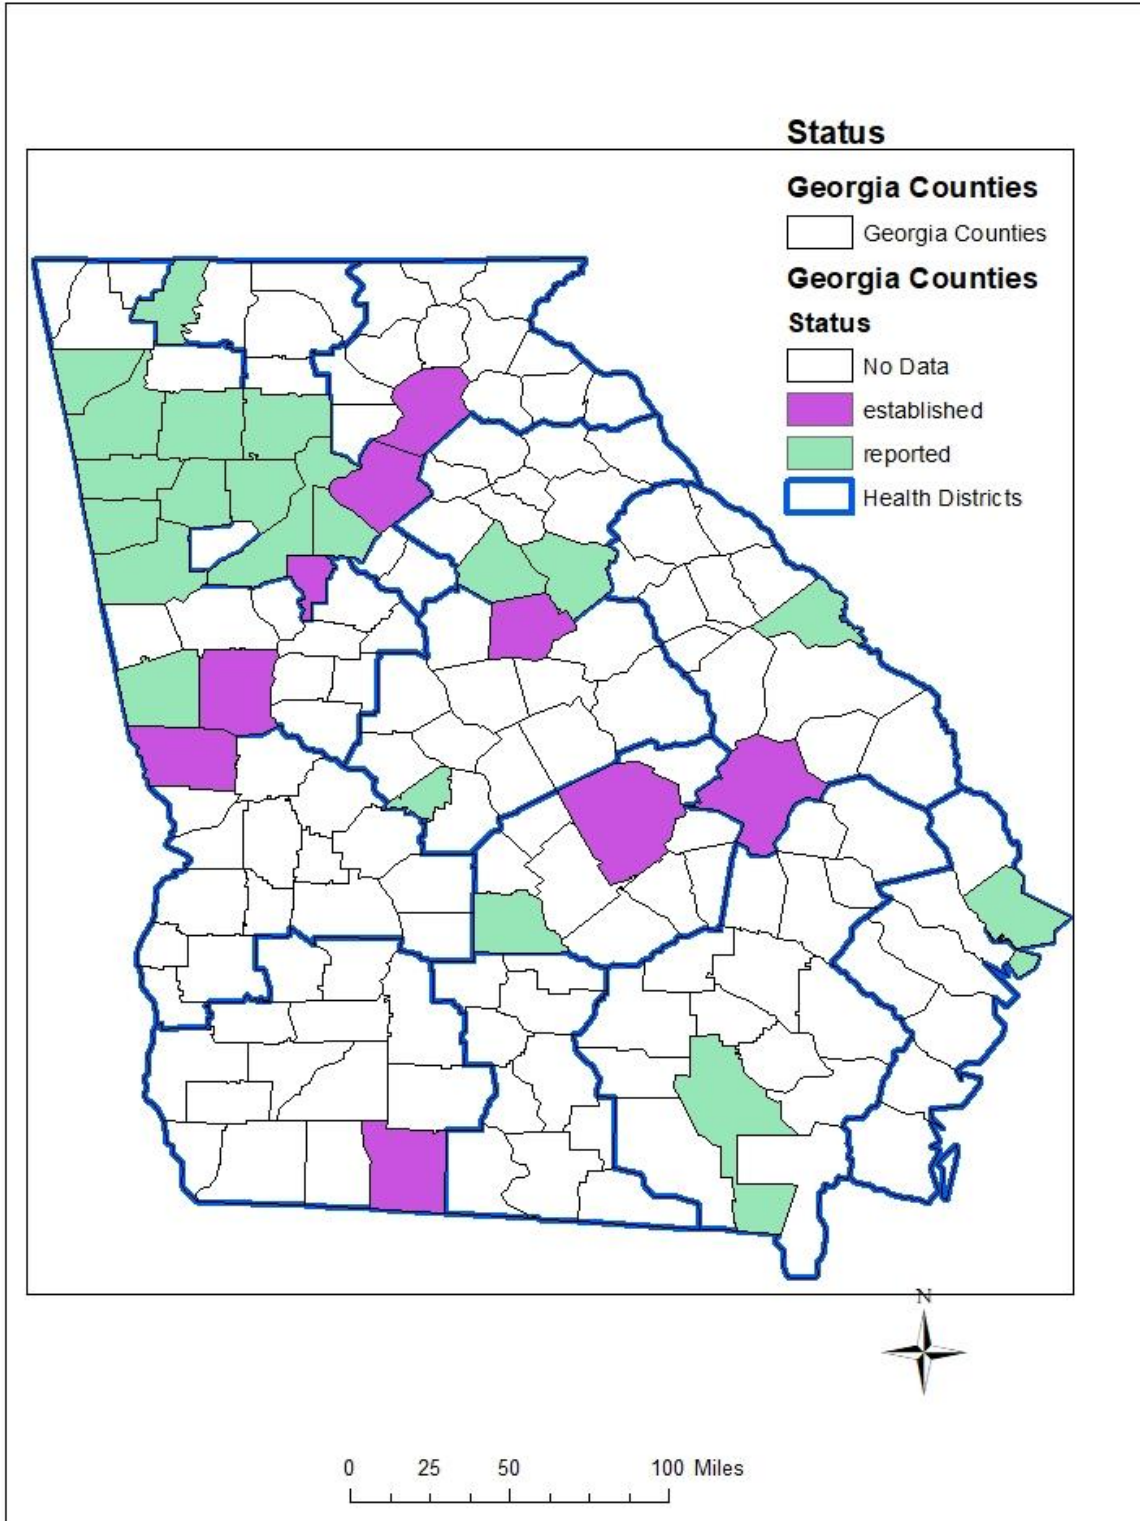 Status
Georgia Counties
Georgia Counties
Georgia Counties
Status
No Data
established
reported
Health Districts
N
0 25 50 100 Miles